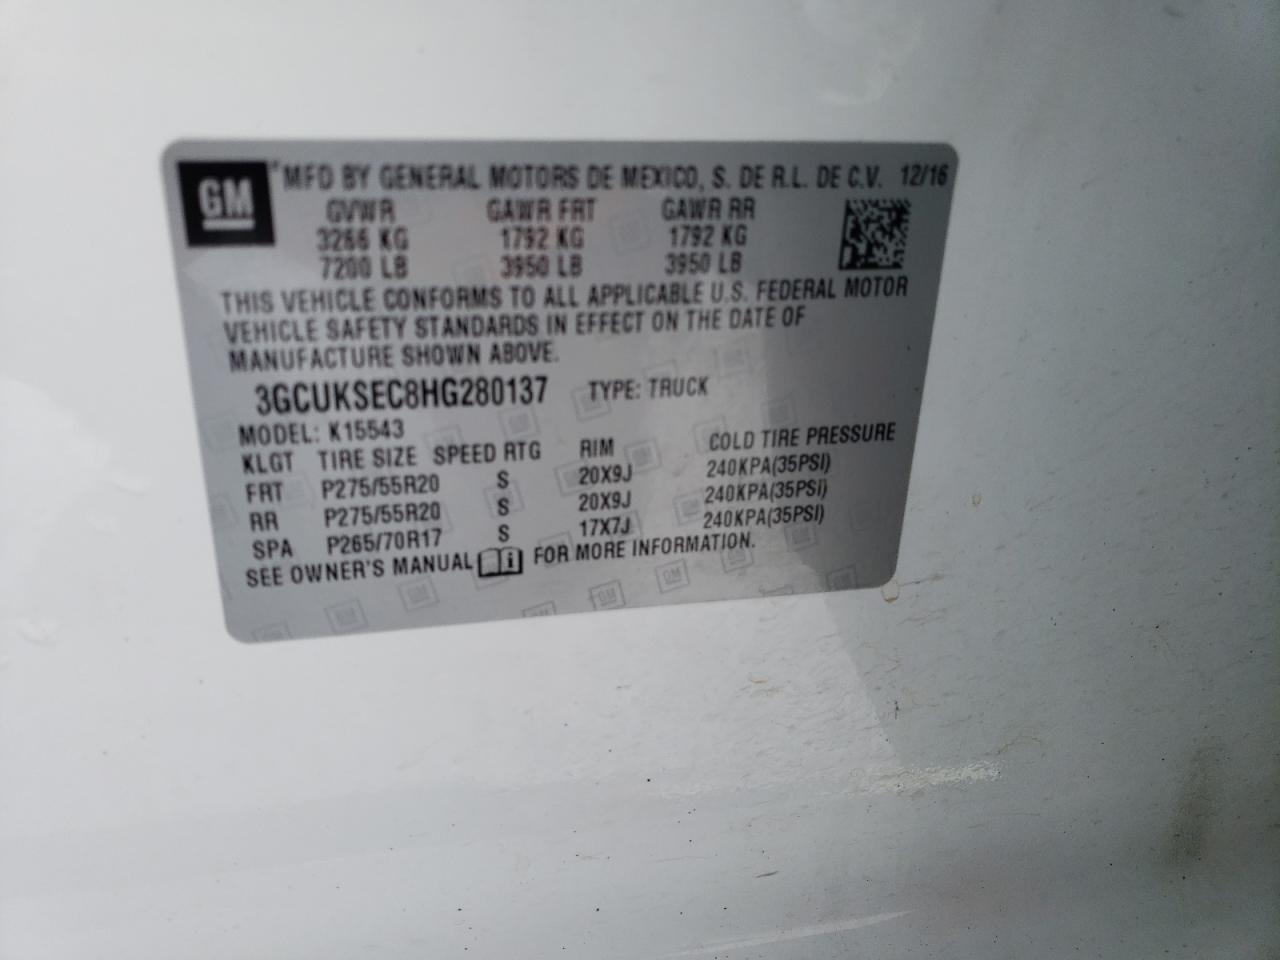 GM MFD BY GENERAL MOTORS DE MEXICO, S. DE R.L. DE C.V. 12/16
GVWR GAWR FRT GAWR RR
3266 KG 1792 KG 1792 KG
7200 LB 3950 LB 3950 LB
THIS VEHICLE CONFORMS TO ALL APPLICABLE U.S. FEDERAL MOTOR
VEHICLE SAFETY STANDARDS IN EFFECT ON THE DATE OF
MANUFACTURE SHOWN ABOVE.
3GCUKSEC8HG280137 TYPE: TRUCK
MODEL: K15543
KLGT TIRE SIZE SPEED RTG RIM COLD TIRE PRESSURE
FRT P275/55R20 S 20X9J 240KPA(35PSI)
RR P275/55R20 S 20X9J 240KPA(35PSI)
SPA P265/70R17 S 17X7J 240KPA(35PSI)
SEE OWNER'S MANUAL FOR MORE INFORMATION.